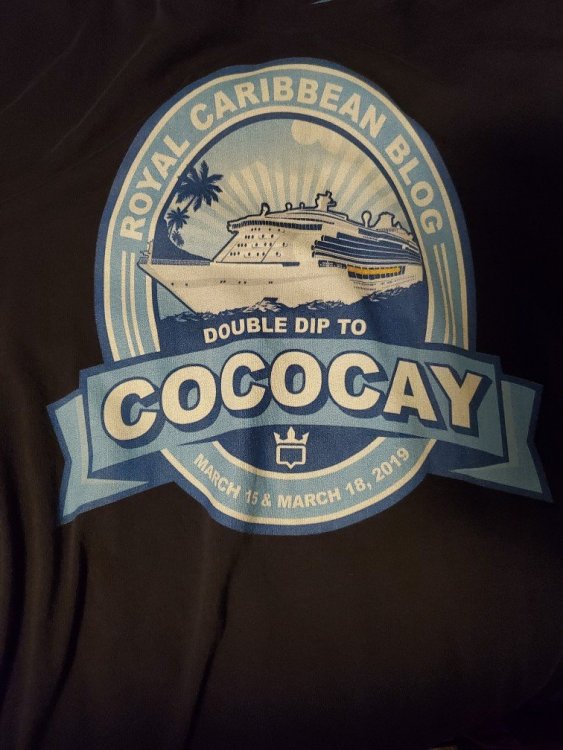 ROYAL CARIBBEAN BLOG
DOUBLE DIP TO
COCOCAY
MARCH 15 & MARCH 18, 2019